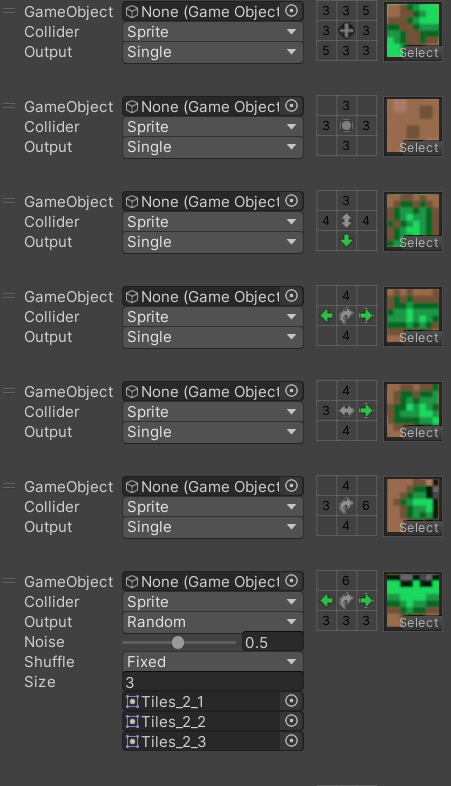 GameObject None (Game Object 3 3 5
Collider Sprite 3 3
Output Single 5 3 3 Select
GameObject None (Game Object 3
Collider Sprite 3 3
Output Single 3 Select
GameObject None (Game Object 3
Collider Sprite 4 4
Output Single Select
GameObject None (Game Object 4
Collider Sprite
Output Single 4 Select
GameObject None (Game Object 4
Collider Sprite 3
Output Single 4 Select
GameObject None (Game Object 4
Collider Sprite 3 6
Output Single 4 Select
GameObject None (Game Object 6
Collider Sprite
Output Random 3 3 3 Select
Noise 0.5
Shuffle Fixed
Size 3
Tiles_2_1
Tiles_2_2
Tiles_2_3